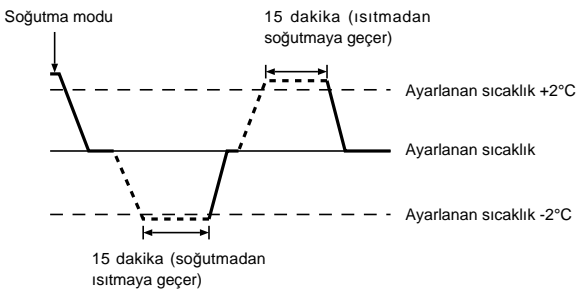 Soğutma modu
15 dakika (ısıtmadan
soğutmaya geçer)
Ayarlanan sıcaklık +2°C
Ayarlanan sıcaklık
Ayarlanan sıcaklık -2°C
15 dakika (soğutmadan
ısıtmaya geçer)